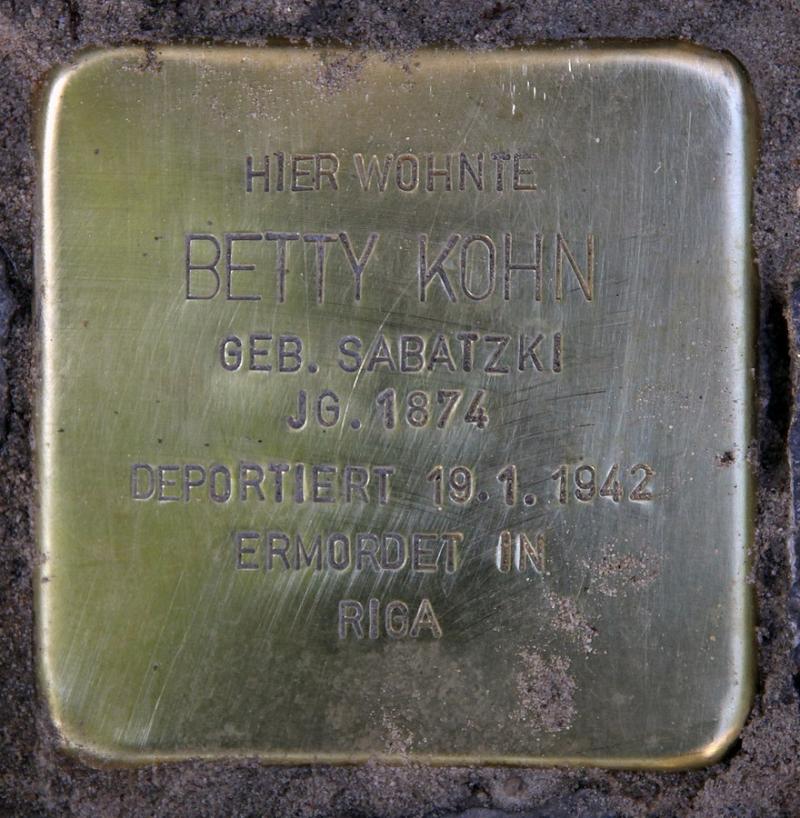 HIER WOHNTE
BETTY KOHN
GEB. SABATZKI
JG. 1874
DEPORTIERT 19.1.1942
ERMORDET IN
RIGA